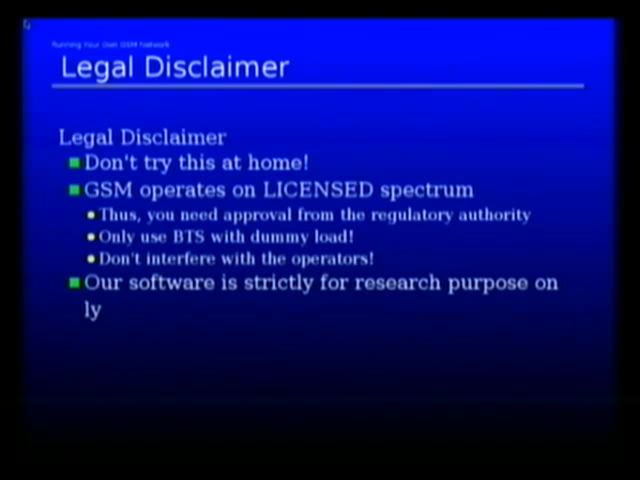 Running Your Own GSM Network
Legal Disclaimer
Legal Disclaimer
Don't try this at home!
GSM operates on LICENSED spectrum
Thus, you need approval from the regulatory authority
Only use BTS with dummy load!
Don't interfere with the operators!
Our software is strictly for research purpose on
ly